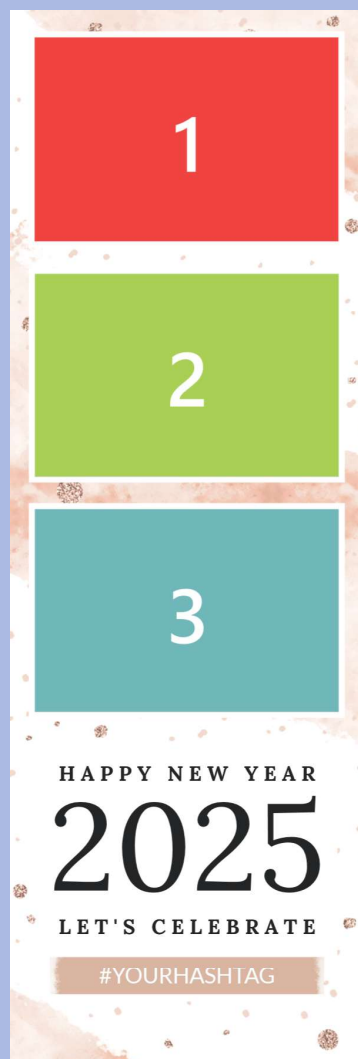 1
2
3
HAPPY NEW YEAR
2025
LET'S CELEBRATE
#YOURHASHTAG